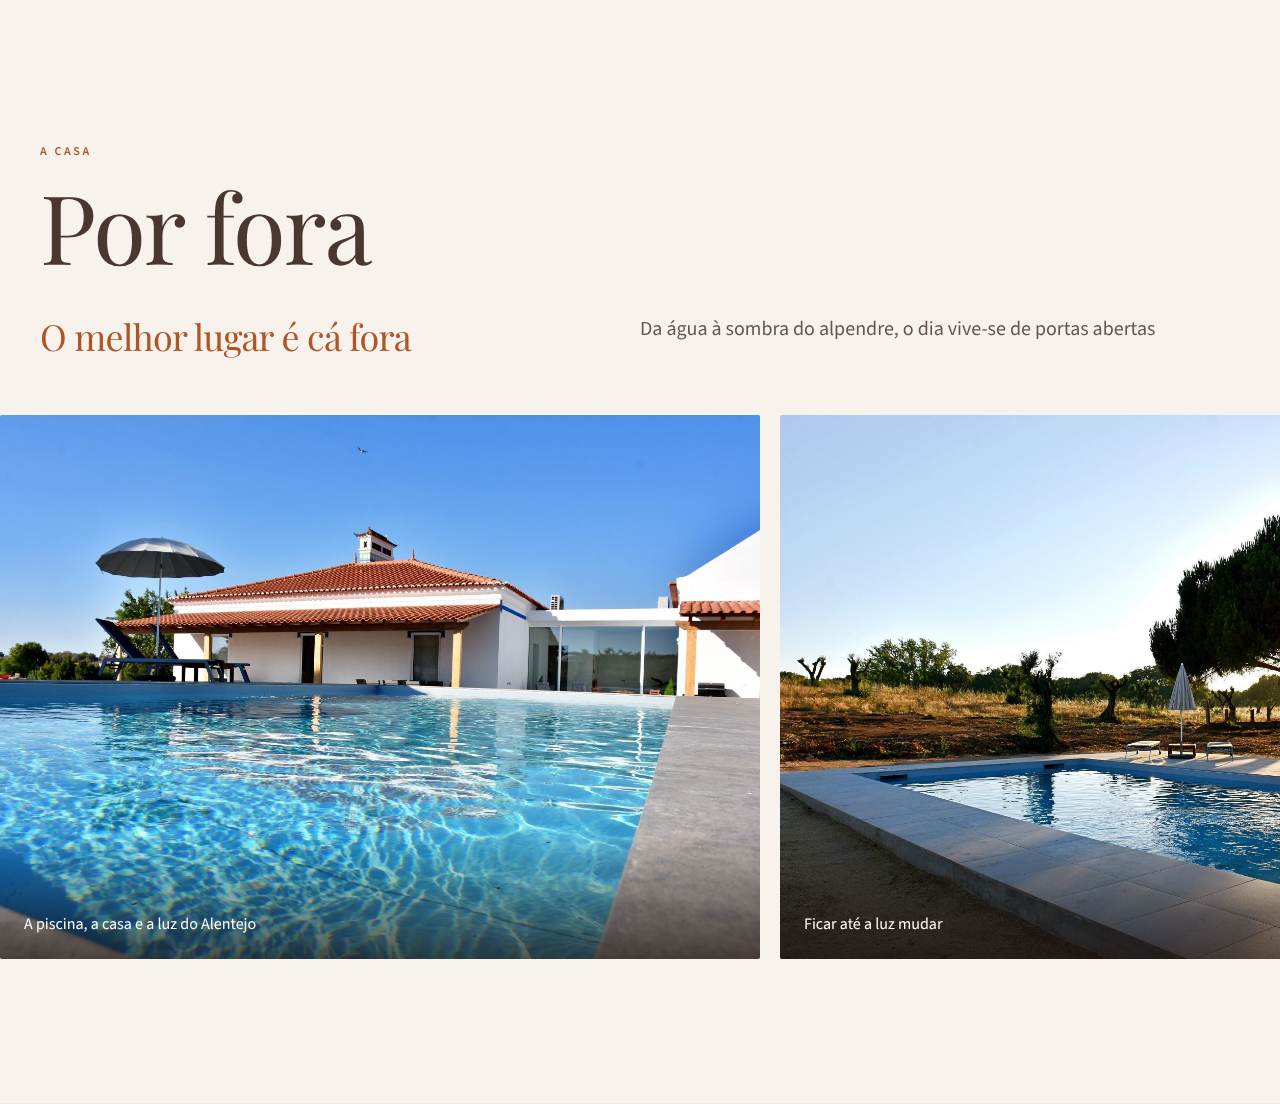 A CASA
Por fora
O melhor lugar é cá fora
Da água à sombra do alpendre, o dia vive-se de portas abertas
A piscina, a casa e a luz do Alentejo
Ficar até a luz mudar